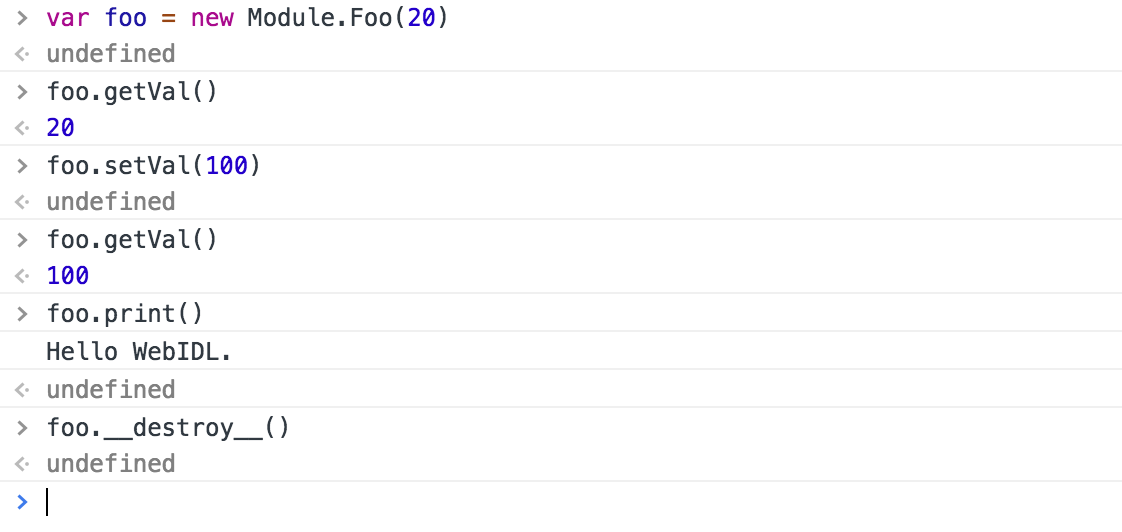 > var foo = new Module.Foo(20)
< undefined
> foo.getVal()
< 20
> foo.setVal(100)
< undefined
> foo.getVal()
< 100
> foo.print()
Hello WebIDL.
< undefined
> foo.__destroy__()
< undefined
>